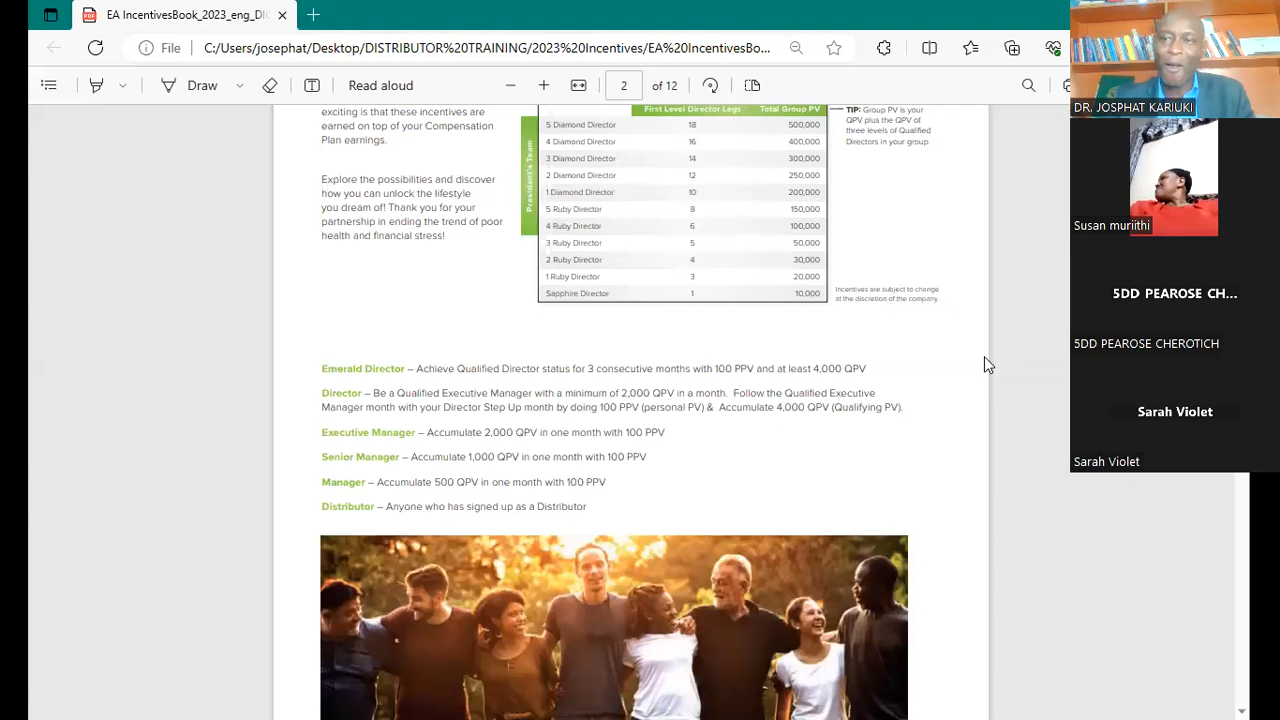 EA IncentivesBook_2023_eng_DIG
File
C:/Users/josephat/Desktop/DISTRIBUTOR%20TRAINING/2023%20Incentives/EA%20IncentivesBo...
Draw
Read aloud
2 of 12
exciting is that these incentives are
earned on top of your Compensation
Plan earnings.
Explore the possibilities and discover
how you can unlock the lifestyle
you dream of! Thank you for your
partnership in ending the trend of poor
health and financial stress!
President's Team
First Level Director Legs Total Group PV
5 Diamond Director 18 500,000
4 Diamond Director 16 400,000
3 Diamond Director 14 300,000
2 Diamond Director 12 250,000
1 Diamond Director 10 200,000
5 Ruby Director 8 150,000
4 Ruby Director 6 100,000
3 Ruby Director 5 50,000
2 Ruby Director 4 30,000
1 Ruby Director 3 20,000
Sapphire Director 1 10,000
TIP: Group PV is your
QPV plus the QPV of
three levels of Qualified
Directors in your group.
Incentives are subject to change
at the discretion of the company.
Emerald Director – Achieve Qualified Director status for 3 consecutive months with 100 PPV and at least 4,000 QPV
Director – Be a Qualified Executive Manager with a minimum of 2,000 QPV in a month. Follow the Qualified Executive
Manager month with your Director Step Up month by doing 100 PPV (personal PV) & Accumulate 4,000 QPV (Qualifying PV).
Executive Manager – Accumulate 2,000 QPV in one month with 100 PPV
Senior Manager – Accumulate 1,000 QPV in one month with 100 PPV
Manager – Accumulate 500 QPV in one month with 100 PPV
Distributor – Anyone who has signed up as a Distributor
DR. JOSPHAT KARIUKI
Susan muriithi
5DD PEAROSE CH...
5DD PEAROSE CHEROTICH
Sarah Violet
Sarah Violet